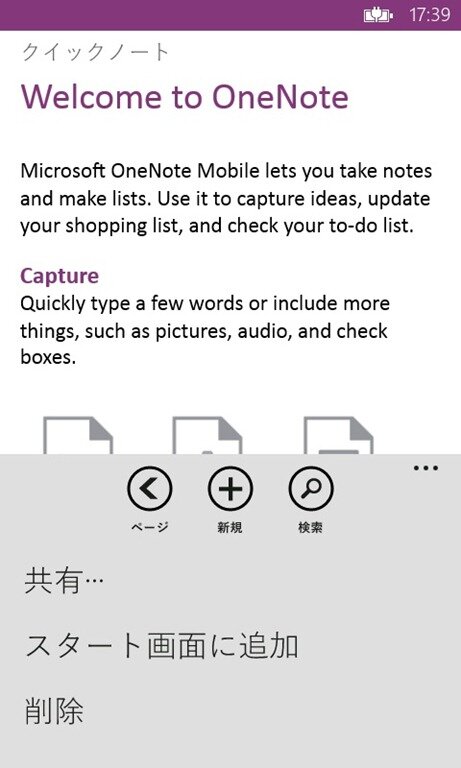 17:39
クイックノート
Welcome to OneNote
Microsoft OneNote Mobile lets you take notes
and make lists. Use it to capture ideas, update
your shopping list, and check your to-do list.
Capture
Quickly type a few words or include more
things, such as pictures, audio, and check
boxes.
ページ 新規 検索
共有…
スタート画面に追加
削除